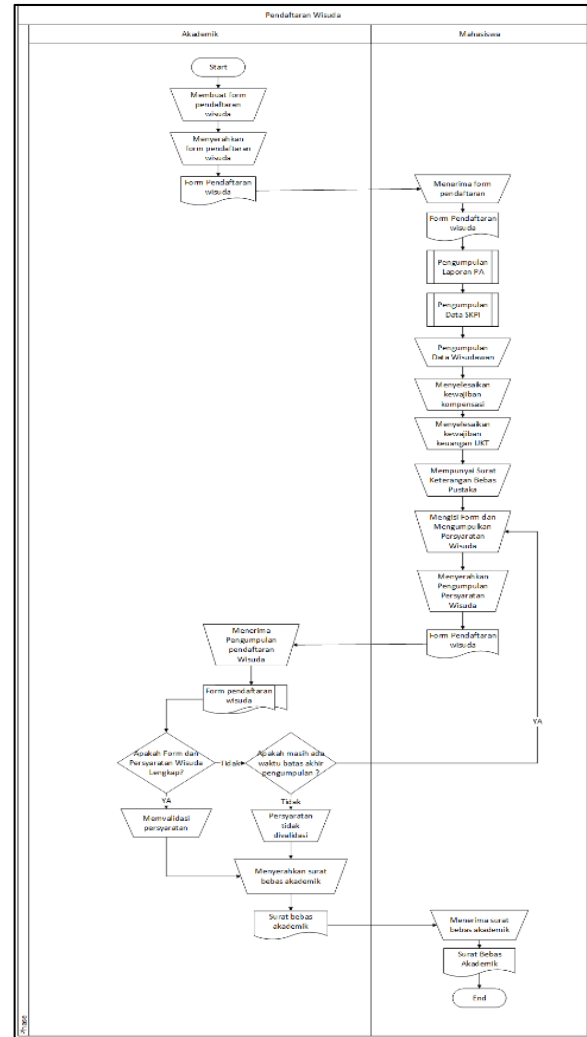 Pendaftaran Wisuda
Akademik
Mahasiswa
Start
Membuat form
pendaftaran
wisuda
Menyerahkan
form pendaftaran
wisuda
Form Pendaftaran
wisuda
Menerima form
pendaftaran
Form Pendaftaran
wisuda
Pengumpulan
Laporan PA
Pengumpulan
Data SKPI
Pengumpulan
Data Wisudawan
Menyelesaikan
kewajiban
kompensasi
Menyelesaikan
kewajiban
keuangan UKT
Mempunyai Surat
Keterangan Bebas
Pustaka
Mengisi Form dan
Mengumpulkan
Persyaratan
Wisuda
Menyerahkan
Pengumpulan
Persyaratan
Wisuda
Form Pendaftaran
wisuda
Menerima
Pengumpulan
pendaftaran
Wisuda
Form pendaftaran
wisuda
Apakah Form dan
Persyaratan Wisuda
Lengkapi?
Tidak
Apakah masih ada
waktu batas akhir
pengumpulan ?
YA
YA
Tidak
Memvalidasi
persyaratan
Persyaratan
tidak
divalidasi
Menyerahkan surat
bebas akademik
Surat bebas
akademik
Menerima surat
bebas akademik
Surat Bebas
Akademik
End
Phase